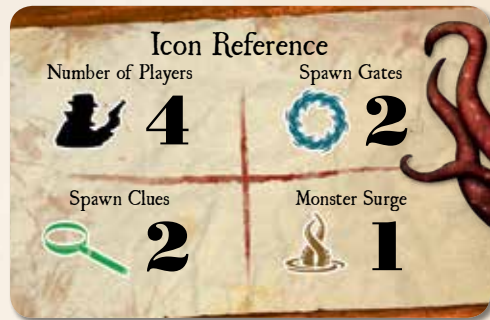 Icon Reference
Number of Players
4
Spawn Gates
2
Spawn Clues
2
Monster Surge
1